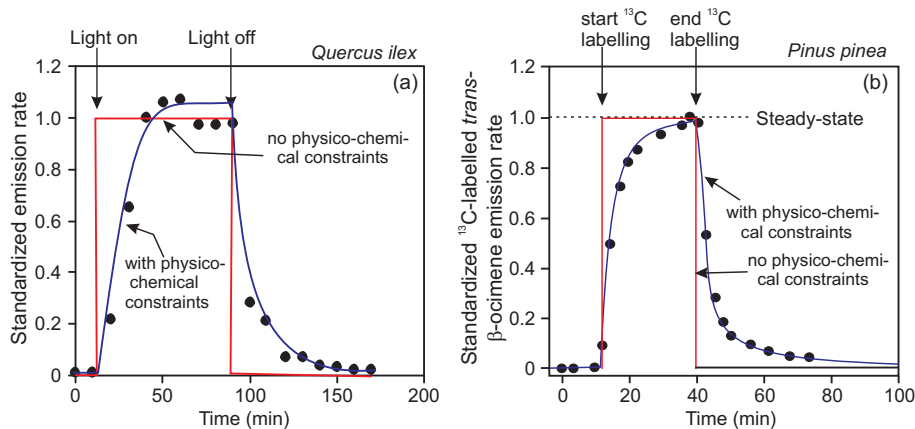 Light on
Light off
Quercus ilex
(a)
1.2
1.0
0.8
0.6
0.4
0.2
0
Standardized emission rate
no physico-chemi-
cal constraints
with physico-
chemical
constraints
0
50
100
150
200
Time (min)
start ¹³C
labelling
end ¹³C
labelling
Pinus pinea
(b)
1.2
1.0
0.8
0.6
0.4
0.2
0.0
Standardized ¹³C-labelled trans-
β-ocimene emission rate
Steady-state
with physico-chemi-
cal constraints
no physico-chemi-
cal constraints
0
20
40
60
80
100
Time (min)